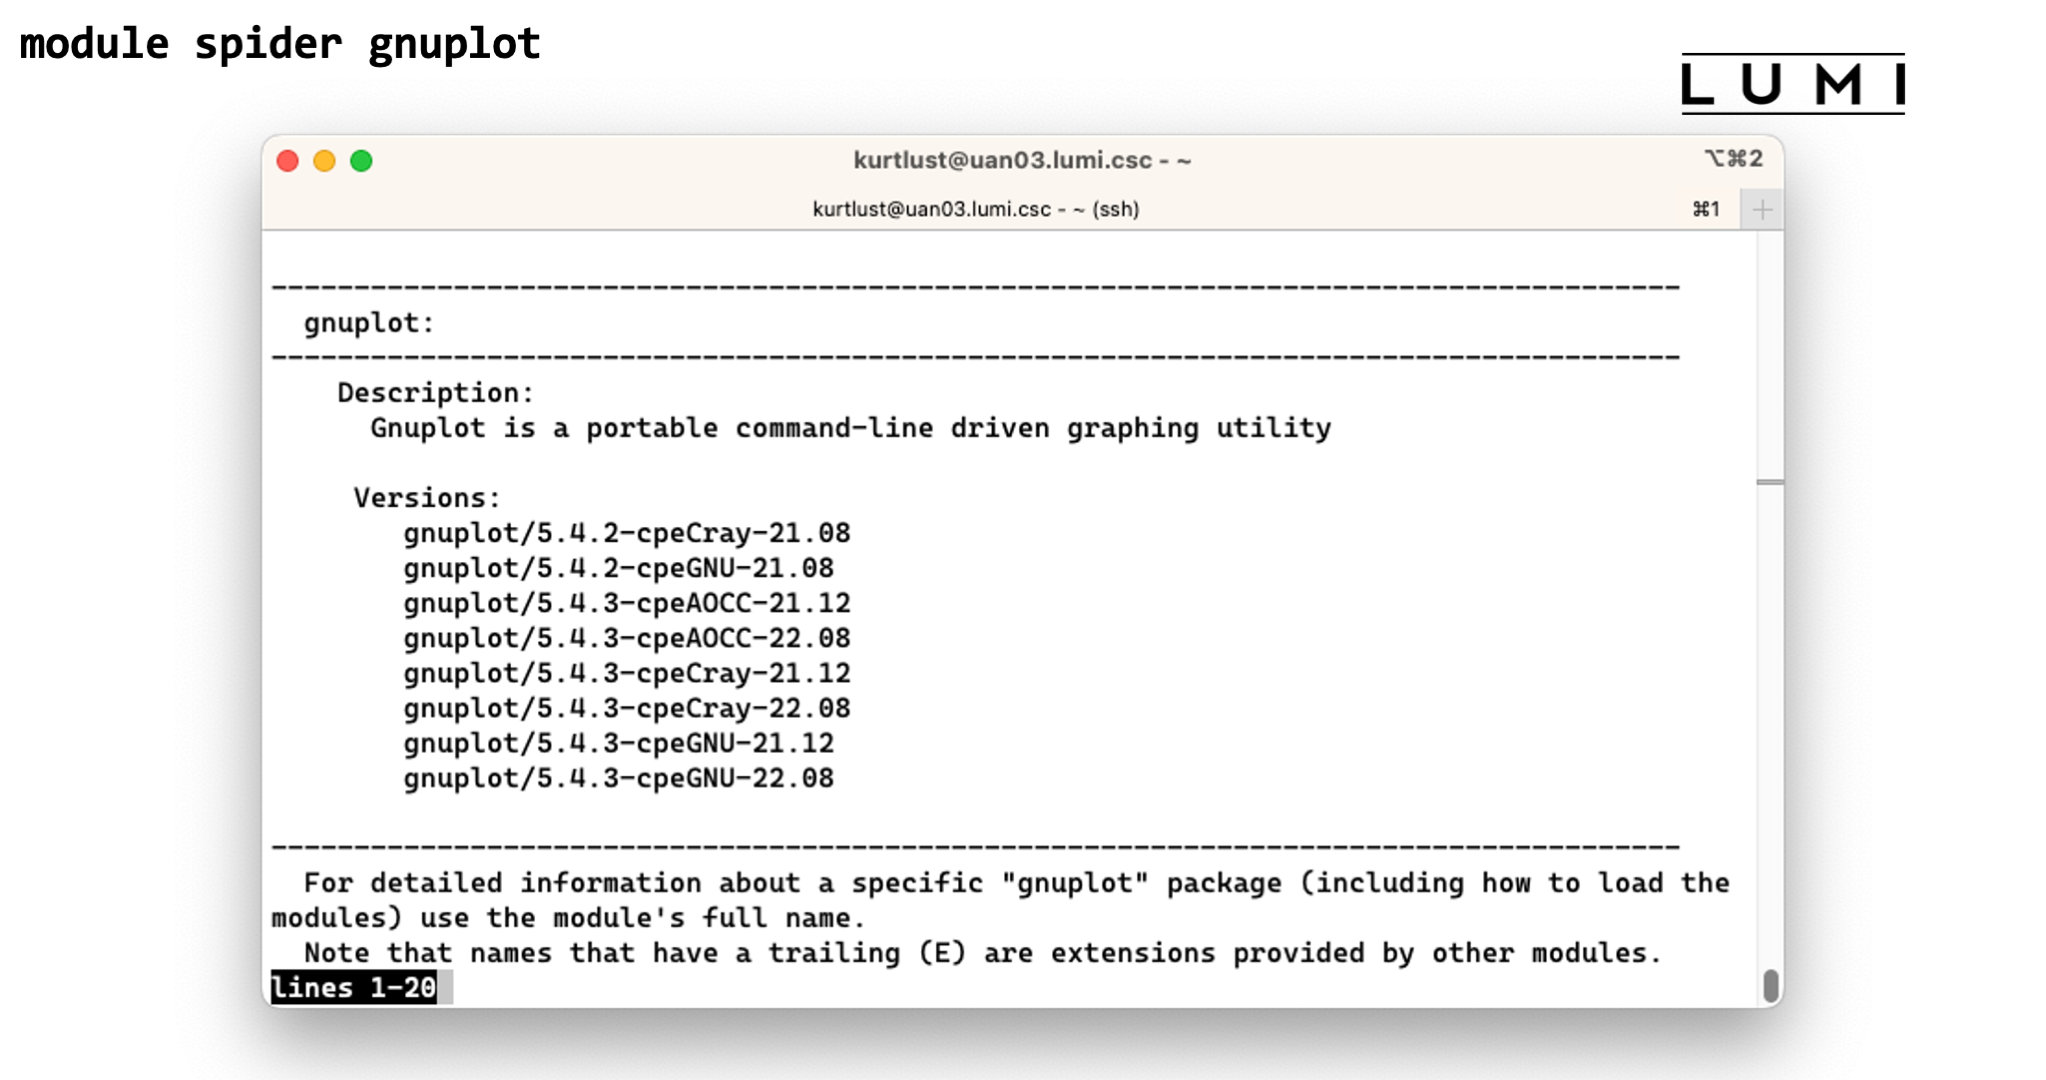 module spider gnuplot
LUMI
kurtlust@uan03.lumi.csc - ~
⌥⌘2
kurtlust@uan03.lumi.csc - ~ (ssh)
⌘1
+
--------------------------------------------------------------------------------------
gnuplot:
--------------------------------------------------------------------------------------
Description:
Gnuplot is a portable command-line driven graphing utility
Versions:
gnuplot/5.4.2-cpeCray-21.08
gnuplot/5.4.2-cpeGNU-21.08
gnuplot/5.4.3-cpeAOCC-21.12
gnuplot/5.4.3-cpeAOCC-22.08
gnuplot/5.4.3-cpeCray-21.12
gnuplot/5.4.3-cpeCray-22.08
gnuplot/5.4.3-cpeGNU-21.12
gnuplot/5.4.3-cpeGNU-22.08
--------------------------------------------------------------------------------------
For detailed information about a specific "gnuplot" package (including how to load the
modules) use the module's full name.
Note that names that have a trailing (E) are extensions provided by other modules.
lines 1-20